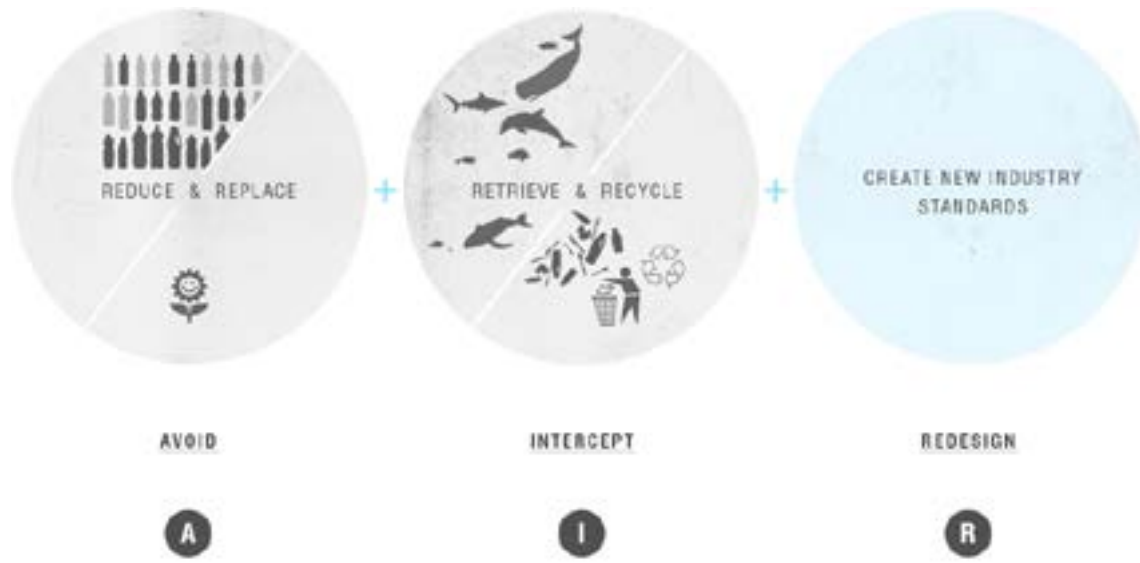 REDUCE & REPLACE
+
RETRIEVE & RECYCLE
+
CREATE NEW INDUSTRY
STANDARDS
AVOID
INTERCEPT
REDESIGN
A
I
R